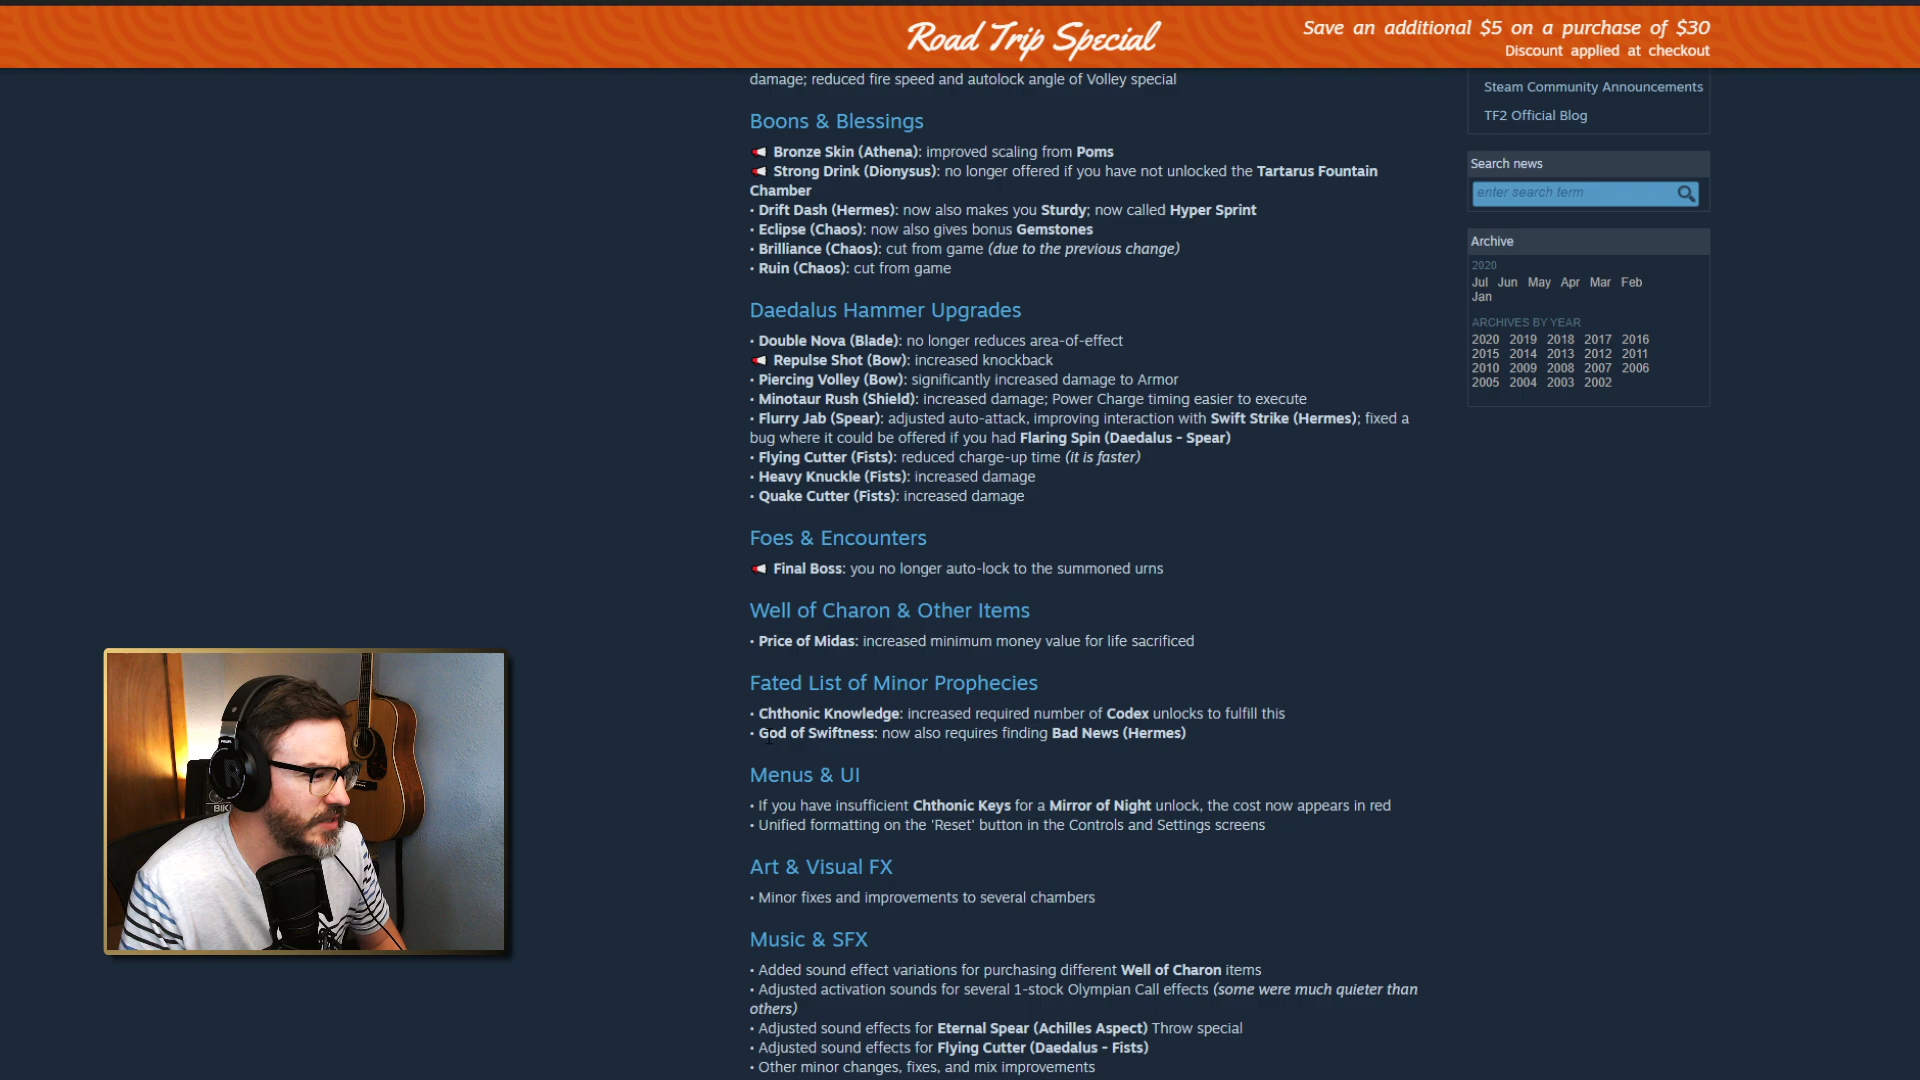 Road Trip Special
Save an additional $5 on a purchase of $30
Discount applied at checkout
damage; reduced fire speed and autolock angle of Volley special
Boons & Blessings
Bronze Skin (Athena): improved scaling from Poms
Strong Drink (Dionysus): no longer offered if you have not unlocked the Tartarus Fountain
Chamber
• Drift Dash (Hermes): now also makes you Sturdy; now called Hyper Sprint
• Eclipse (Chaos): now also gives bonus Gemstones
• Brilliance (Chaos): cut from game (due to the previous change)
• Ruin (Chaos): cut from game
Daedalus Hammer Upgrades
• Double Nova (Blade): no longer reduces area-of-effect
Repulse Shot (Bow): increased knockback
• Piercing Volley (Bow): significantly increased damage to Armor
• Minotaur Rush (Shield): increased damage; Power Charge timing easier to execute
• Flurry Jab (Spear): adjusted auto-attack, improving interaction with Swift Strike (Hermes); fixed a
bug where it could be offered if you had Flaring Spin (Daedalus - Spear)
• Flying Cutter (Fists): reduced charge-up time (it is faster)
• Heavy Knuckle (Fists): increased damage
• Quake Cutter (Fists): increased damage
Foes & Encounters
Final Boss: you no longer auto-lock to the summoned urns
Well of Charon & Other Items
• Price of Midas: increased minimum money value for life sacrificed
Fated List of Minor Prophecies
• Chthonic Knowledge: increased required number of Codex unlocks to fulfill this
• God of Swiftness: now also requires finding Bad News (Hermes)
Menus & UI
• If you have insufficient Chthonic Keys for a Mirror of Night unlock, the cost now appears in red
• Unified formatting on the 'Reset' button in the Controls and Settings screens
Art & Visual FX
• Minor fixes and improvements to several chambers
Music & SFX
• Added sound effect variations for purchasing different Well of Charon items
• Adjusted activation sounds for several 1-stock Olympian Call effects (some were much quieter than
others)
• Adjusted sound effects for Eternal Spear (Achilles Aspect) Throw special
• Adjusted sound effects for Flying Cutter (Daedalus - Fists)
• Other minor changes, fixes, and mix improvements
Steam Community Announcements
TF2 Official Blog
Search news
enter search term
Archive
2020
Jul Jun May Apr Mar Feb
Jan
ARCHIVES BY YEAR
2020 2019 2018 2017 2016
2015 2014 2013 2012 2011
2010 2009 2008 2007 2006
2005 2004 2003 2002